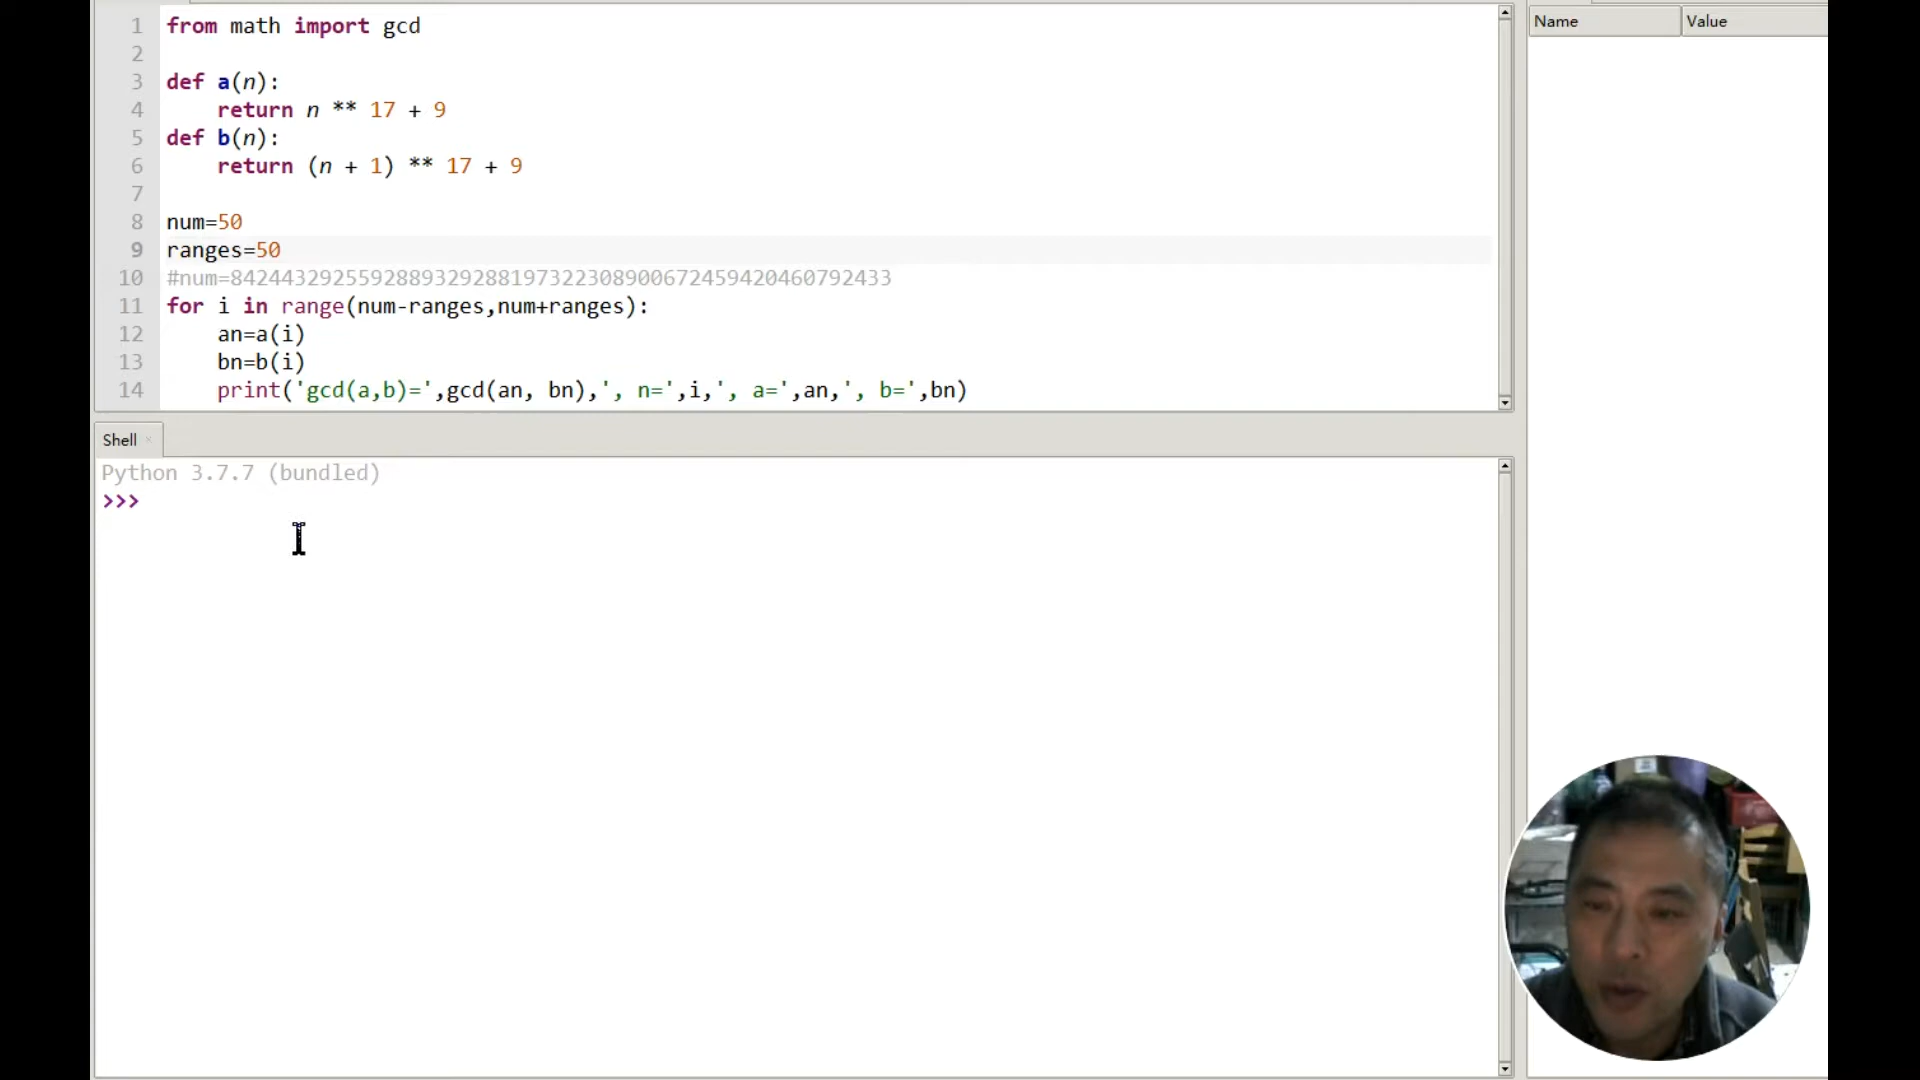 1 from math import gcd
2
3 def a(n):
4     return n ** 17 + 9
5 def b(n):
6     return (n + 1) ** 17 + 9
7
8 num=50
9 ranges=50
10 #num=8424432925592889329288197322308900672459420460792433
11 for i in range(num-ranges,num+ranges):
12     an=a(i)
13     bn=b(i)
14     print('gcd(a,b)=',gcd(an, bn),', n=',i,', a=',an,', b=',bn)
Shell ×
Python 3.7.7 (bundled)
>>>
Name Value